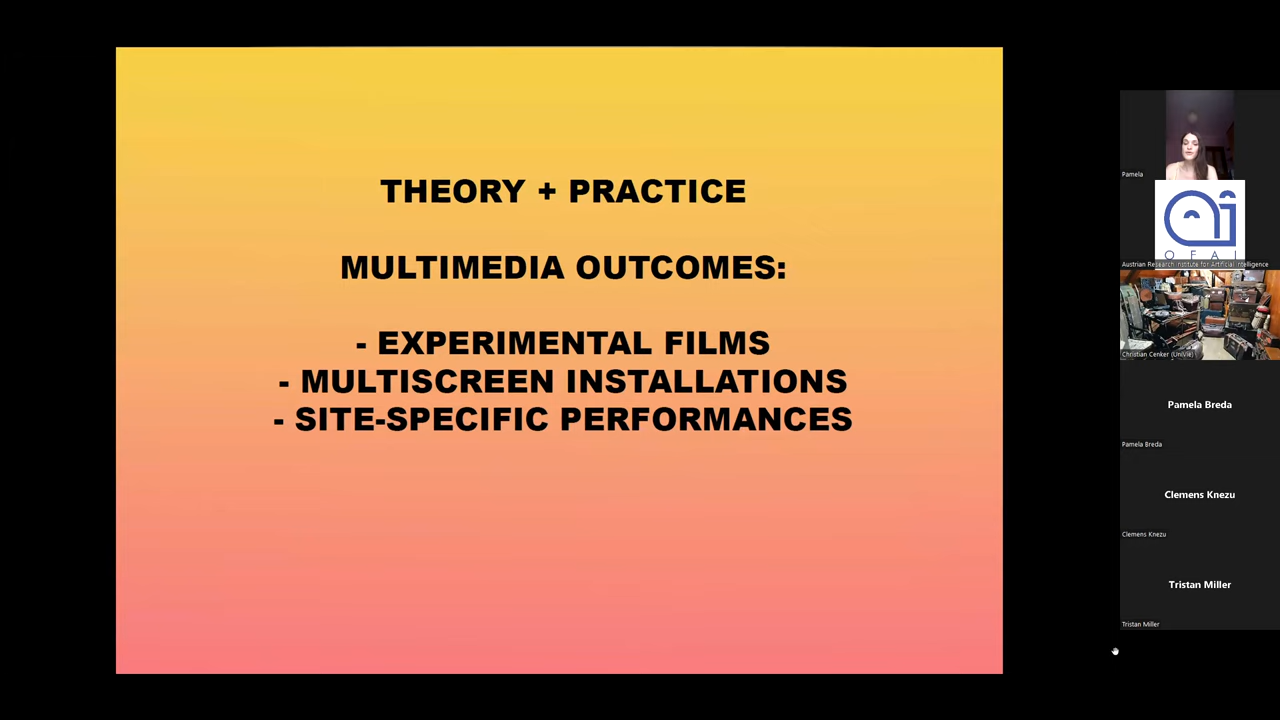 THEORY + PRACTICE
MULTIMEDIA OUTCOMES:
- EXPERIMENTAL FILMS
- MULTISCREEN INSTALLATIONS
- SITE-SPECIFIC PERFORMANCES
Pamela
OFAI
Austrian Research Institute for Artificial Intelligence
Christian Cenker (UniVie)
Pamela Breda
Pamela Breda
Clemens Knezu
Clemens Knezu
Tristan Miller
Tristan Miller